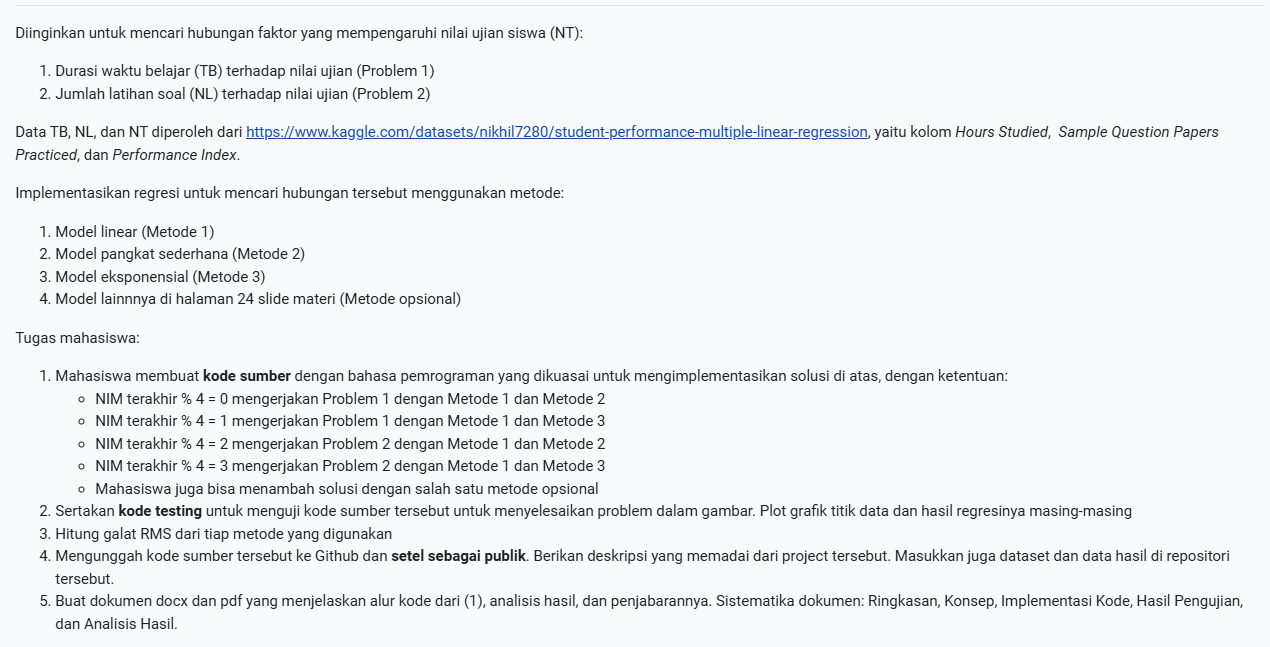 Diinginkan untuk mencari hubungan faktor yang mempengaruhi nilai ujian siswa (NT):
1. Durasi waktu belajar (TB) terhadap nilai ujian (Problem 1)
2. Jumlah latihan soal (NL) terhadap nilai ujian (Problem 2)
Data TB, NL, dan NT diperoleh dari https://www.kaggle.com/datasets/nikhil7280/student-performance-multiple-linear-regression, yaitu kolom Hours Studied, Sample Question Papers
Practiced, dan Performance Index.
Implementasikan regresi untuk mencari hubungan tersebut menggunakan metode:
1. Model linear (Metode 1)
2. Model pangkat sederhana (Metode 2)
3. Model eksponensial (Metode 3)
4. Model lainnnya di halaman 24 slide materi (Metode opsional)
Tugas mahasiswa:
1. Mahasiswa membuat kode sumber dengan bahasa pemrograman yang dikuasai untuk mengimplementasikan solusi di atas, dengan ketentuan:
◦ NIM terakhir % 4 = 0 mengerjakan Problem 1 dengan Metode 1 dan Metode 2
◦ NIM terakhir % 4 = 1 mengerjakan Problem 1 dengan Metode 1 dan Metode 3
◦ NIM terakhir % 4 = 2 mengerjakan Problem 2 dengan Metode 1 dan Metode 2
◦ NIM terakhir % 4 = 3 mengerjakan Problem 2 dengan Metode 1 dan Metode 3
◦ Mahasiswa juga bisa menambah solusi dengan salah satu metode opsional
2. Sertakan kode testing untuk menguji kode sumber tersebut untuk menyelesaikan problem dalam gambar. Plot grafik titik data dan hasil regresinya masing-masing
3. Hitung galat RMS dari tiap metode yang digunakan
4. Mengunggah kode sumber tersebut ke Github dan setel sebagai publik. Berikan deskripsi yang memadai dari project tersebut. Masukkan juga dataset dan data hasil di repositori
tersebut.
5. Buat dokumen docx dan pdf yang menjelaskan alur kode dari (1), analisis hasil, dan penjabarannya. Sistematika dokumen: Ringkasan, Konsep, Implementasi Kode, Hasil Pengujian,
dan Analisis Hasil.